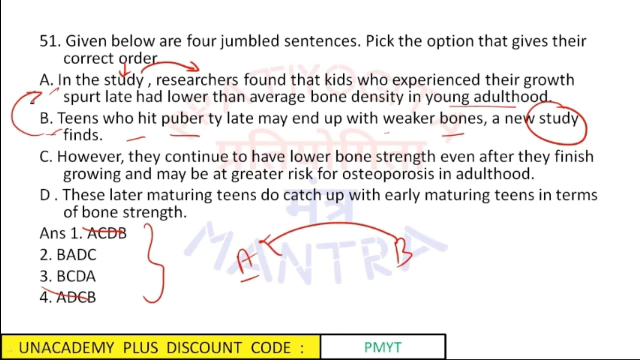 51. Given below are four jumbled sentences. Pick the option that gives their
correct order.
A. In the study , researchers found that kids who experienced their growth
spurt late had lower than average bone density in young adulthood.
B. Teens who hit puber ty late may end up with weaker bones, a new study
finds.
C. However, they continue to have lower bone strength even after they finish
growing and may be at greater risk for osteoporosis in adulthood.
D . These later maturing teens do catch up with early maturing teens in terms
of bone strength.
Ans 1. ACDB
2. BADC
3. BCDA
4. ADCB
A B
प्रतियोगिता
मंत्र
PRATIYOGITA
MANTRA
UNACADEMY PLUS DISCOUNT CODE : PMYT